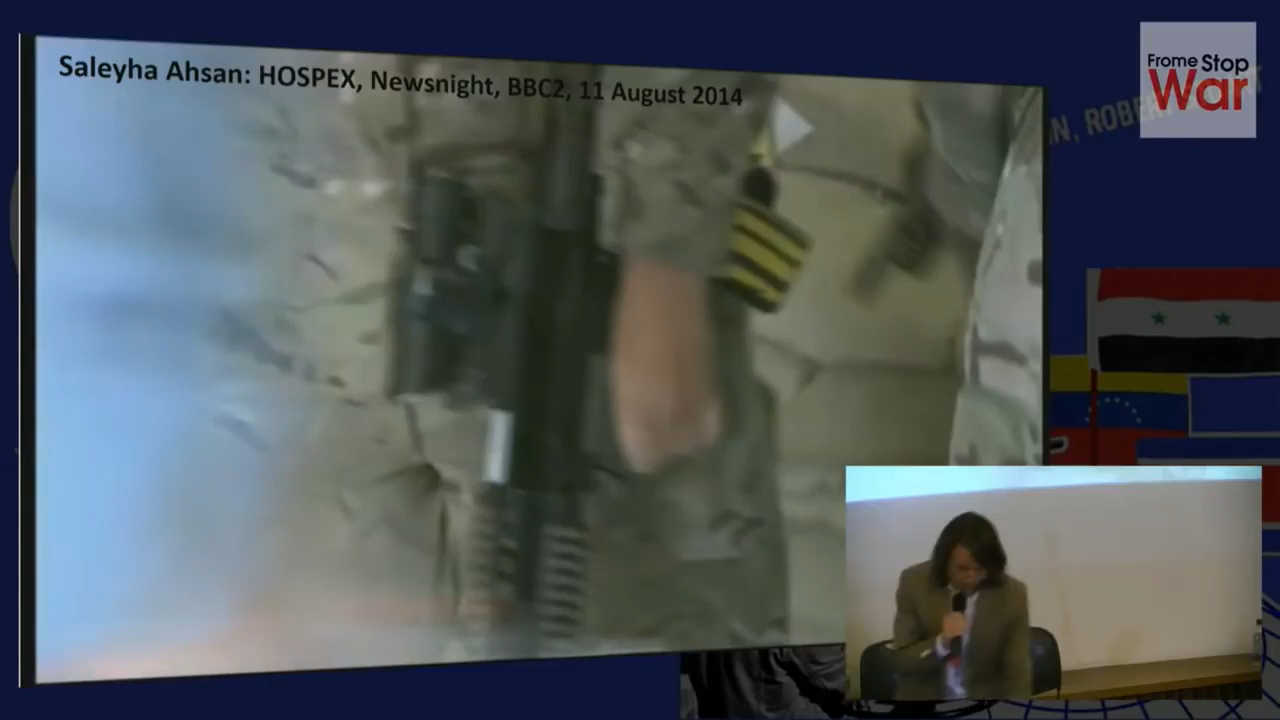 Saleyha Ahsan: HOSPEX, Newsnight, BBC2, 11 August 2014
Frome Stop
War